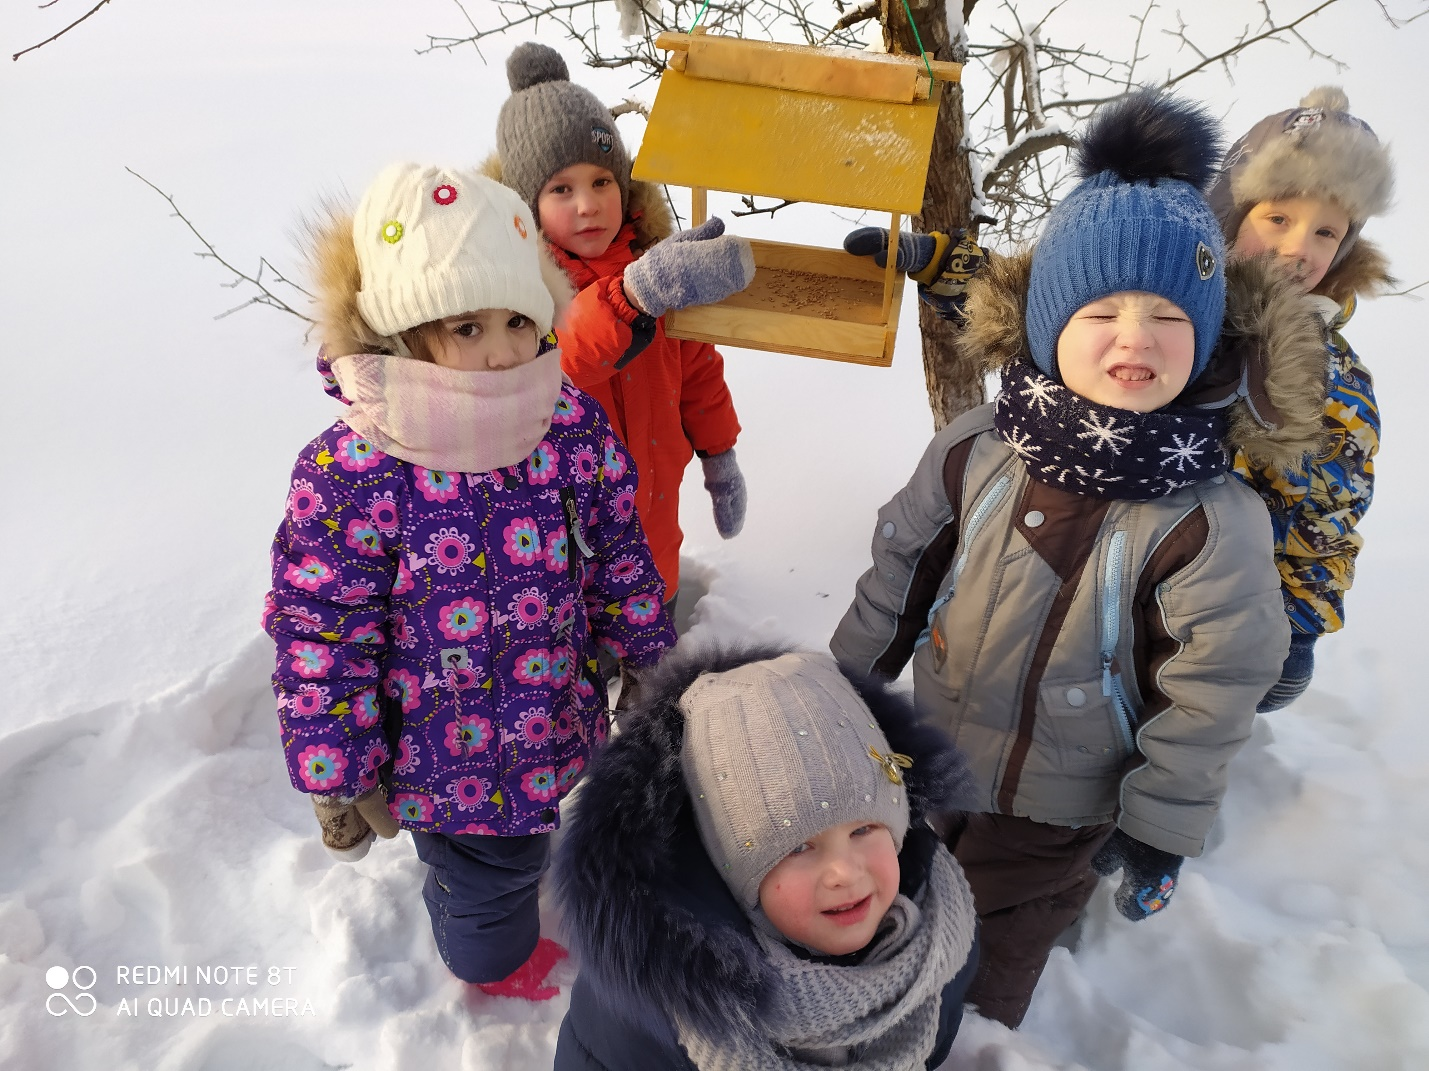 SPORT
REDMI NOTE 8T
AI QUAD CAMERA